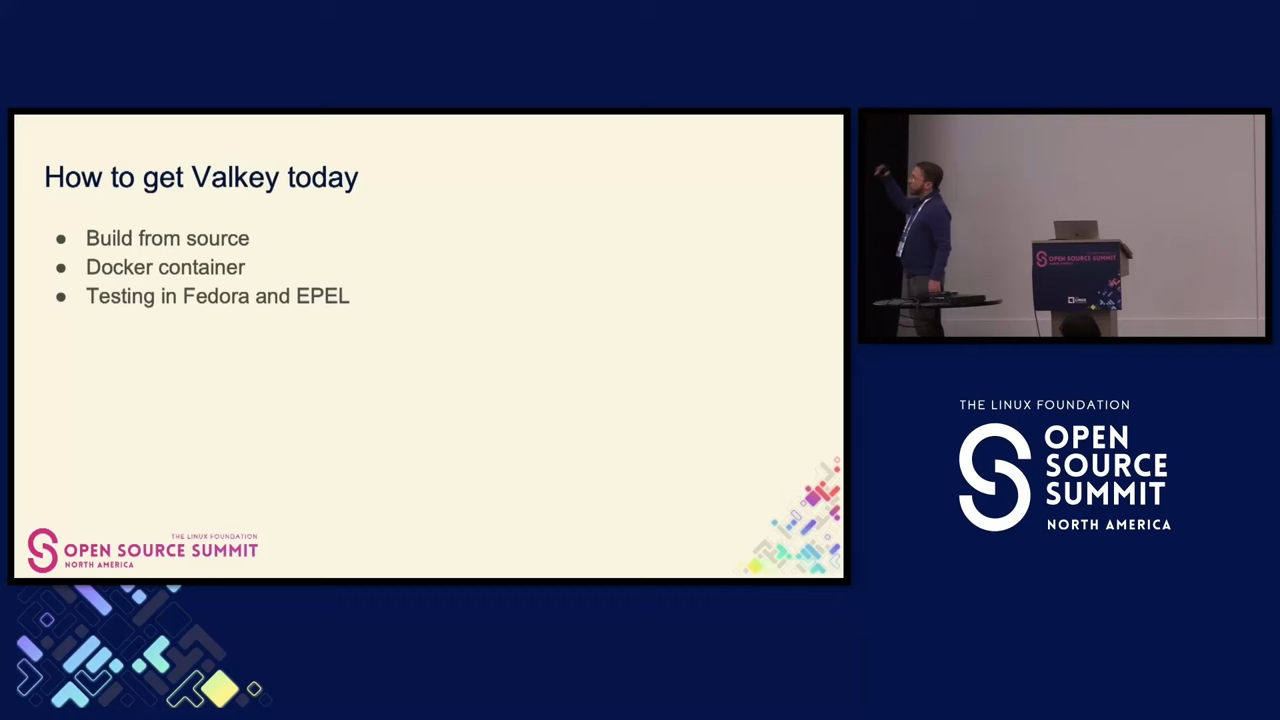 How to get Valkey today
● Build from source
● Docker container
● Testing in Fedora and EPEL
THE LINUX FOUNDATION
OPEN SOURCE SUMMIT
NORTH AMERICA
OPEN SOURCE SUMMIT
THE LINUX FOUNDATION
OPEN
SOURCE
SUMMIT
NORTH AMERICA